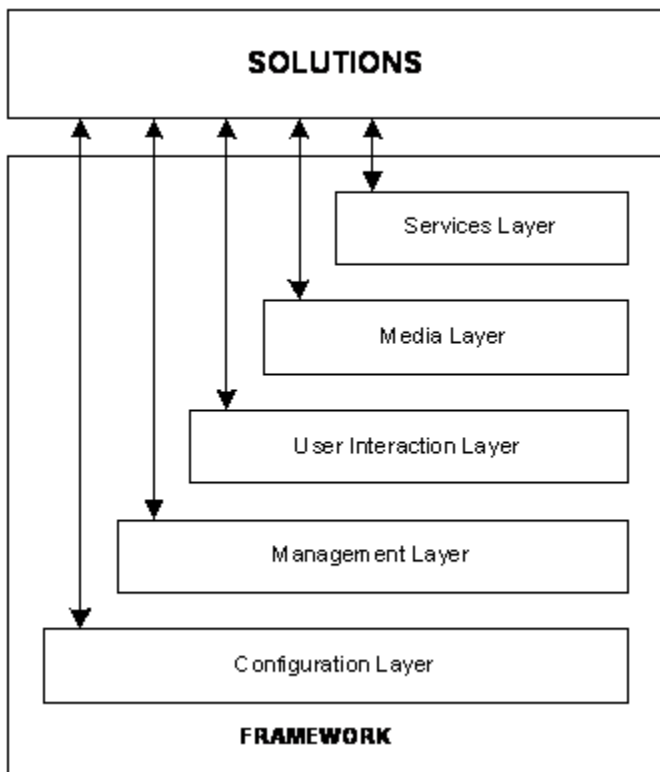 SOLUTIONS
Services Layer
Media Layer
User Interaction Layer
Management Layer
Configuration Layer
FRAMEWORK